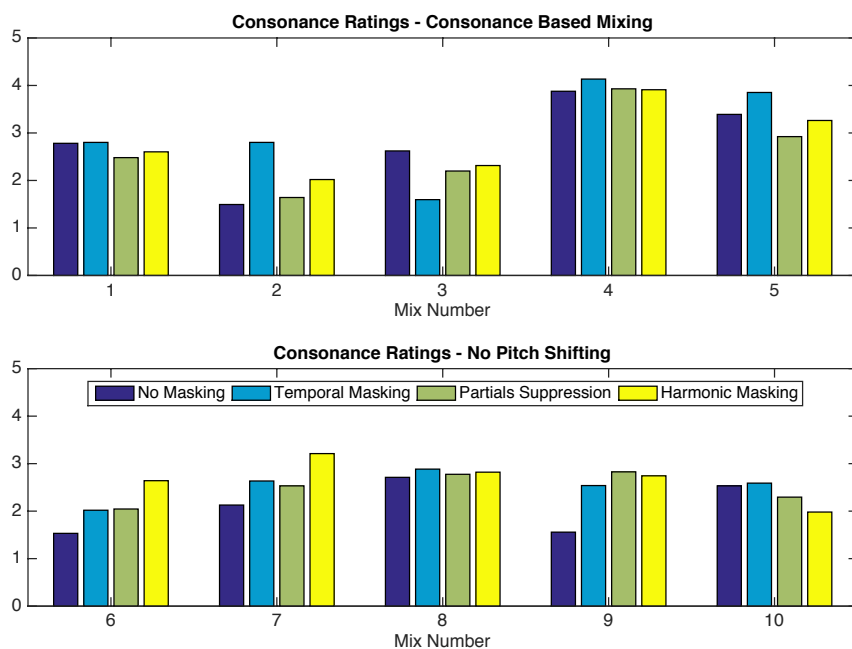 Consonance Ratings - Consonance Based Mixing
5
4
3
2
1
0
1 2 3 4 5
Mix Number
Consonance Ratings - No Pitch Shifting
5
No Masking Temporal Masking Partials Suppression Harmonic Masking
4
3
2
1
0
6 7 8 9 10
Mix Number